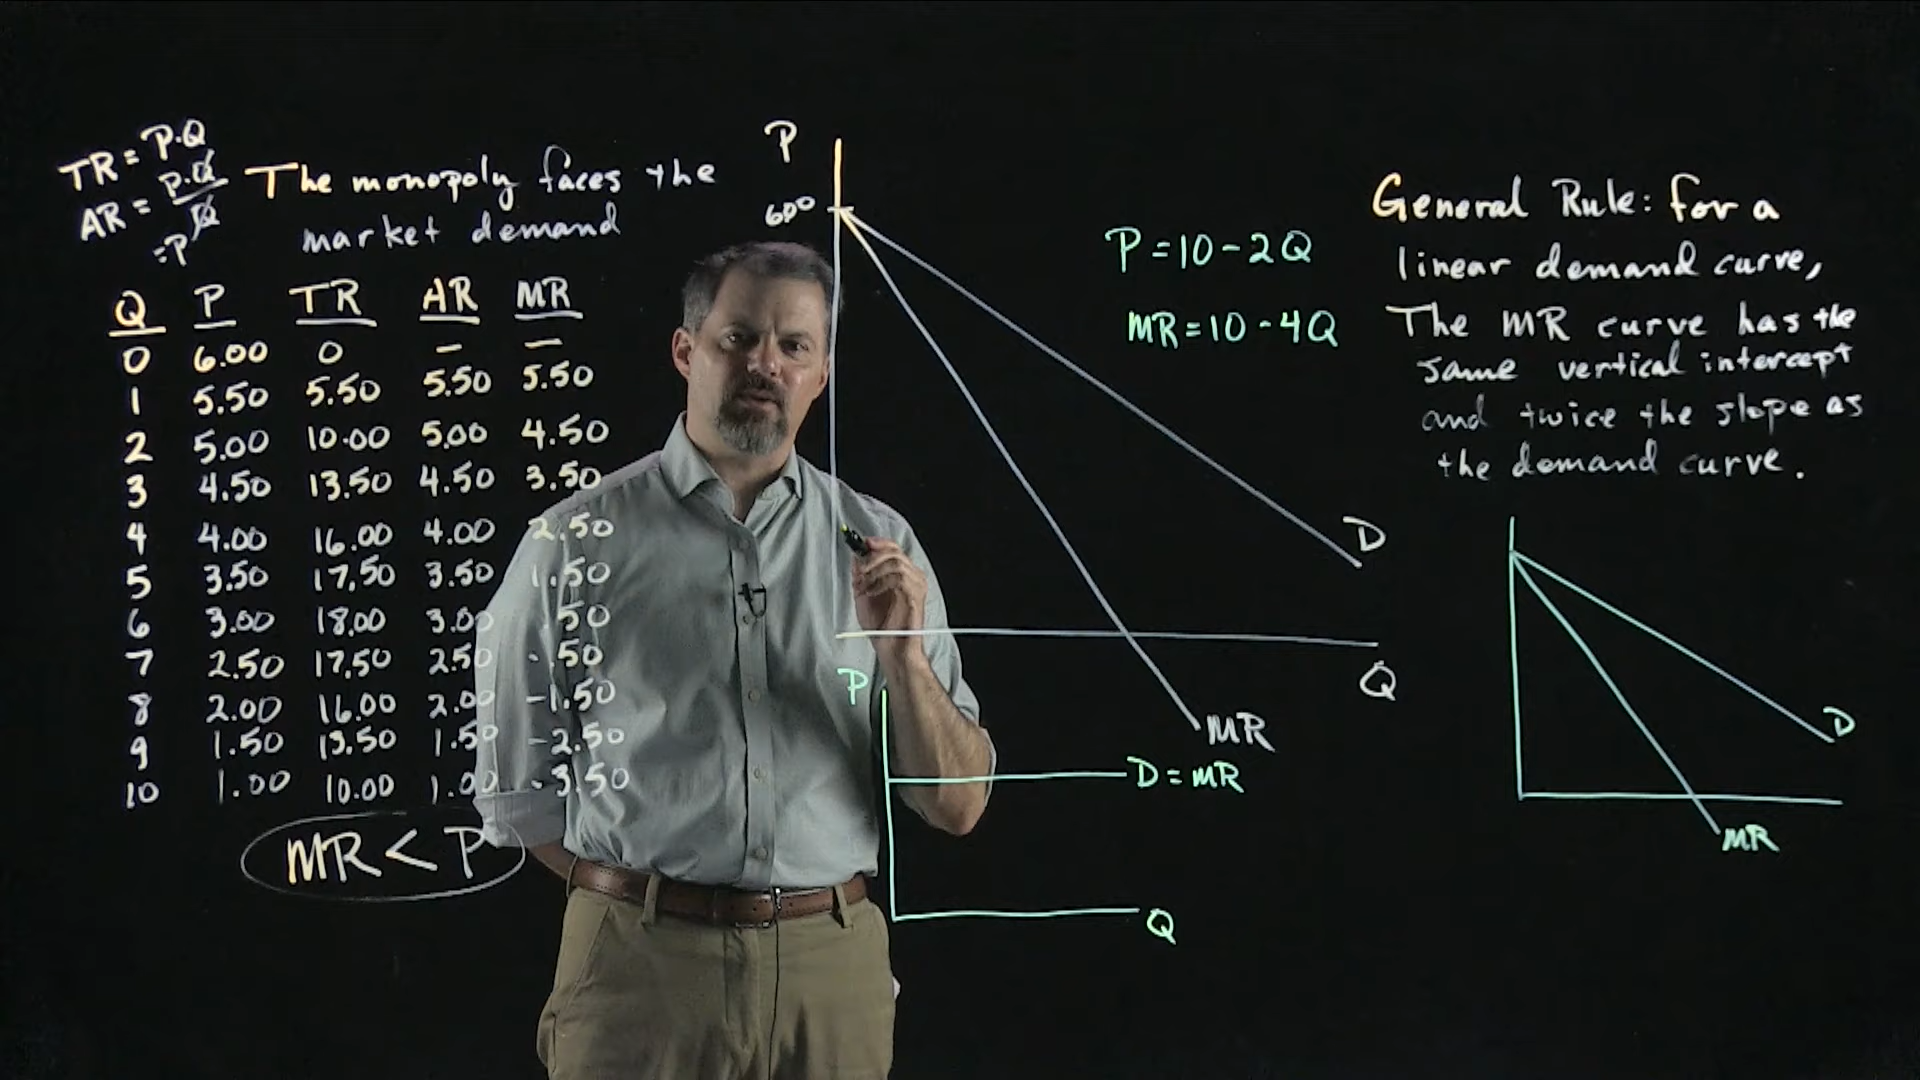 TR = P·Q
AR = P·Q/Q
= P
The monopoly faces the
market demand
Q P TR AR MR
0 6.00 0 — —
1 5.50 5.50 5.50 5.50
2 5.00 10.00 5.00 4.50
3 4.50 13.50 4.50 3.50
4 4.00 16.00 4.00 2.50
5 3.50 17.50 3.50 1.50
6 3.00 18.00 3.00 .50
7 2.50 17.50 2.50 -.50
8 2.00 16.00 2.00 -1.50
9 1.50 13.50 1.50 -2.50
10 1.00 10.00 1.00 -3.50
MR < P
P
6.00
D
Q
MR
P = 10 - 2Q
MR = 10 - 4Q
P
D = MR
Q
General Rule: for a
linear demand curve,
The MR curve has the
same vertical intercept
and twice the slope as
the demand curve.
D
MR